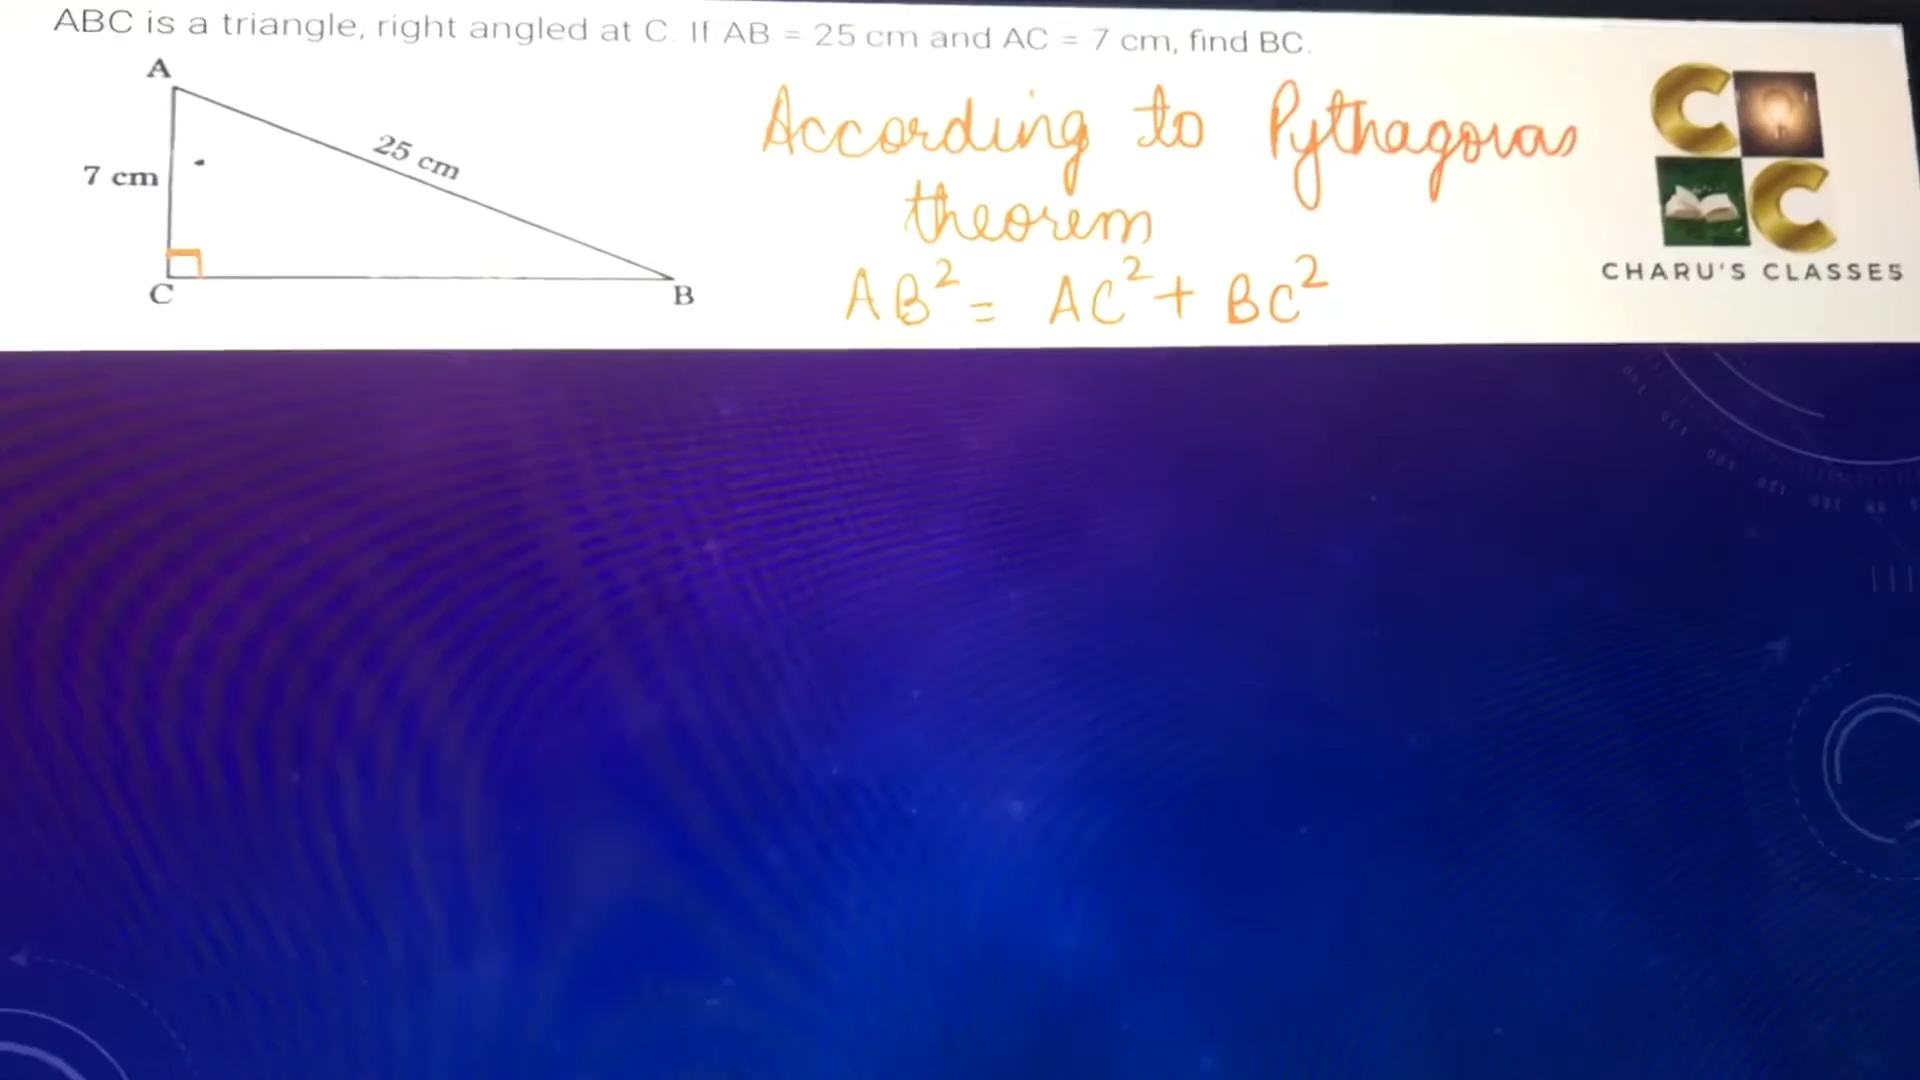 ABC is a triangle, right angled at C. If AB = 25 cm and AC = 7 cm, find BC.
A
7 cm
25 cm
C
B
According to Pythagoras
theorem
AB² = AC² + BC²
C
C
CHARU'S CLASSES